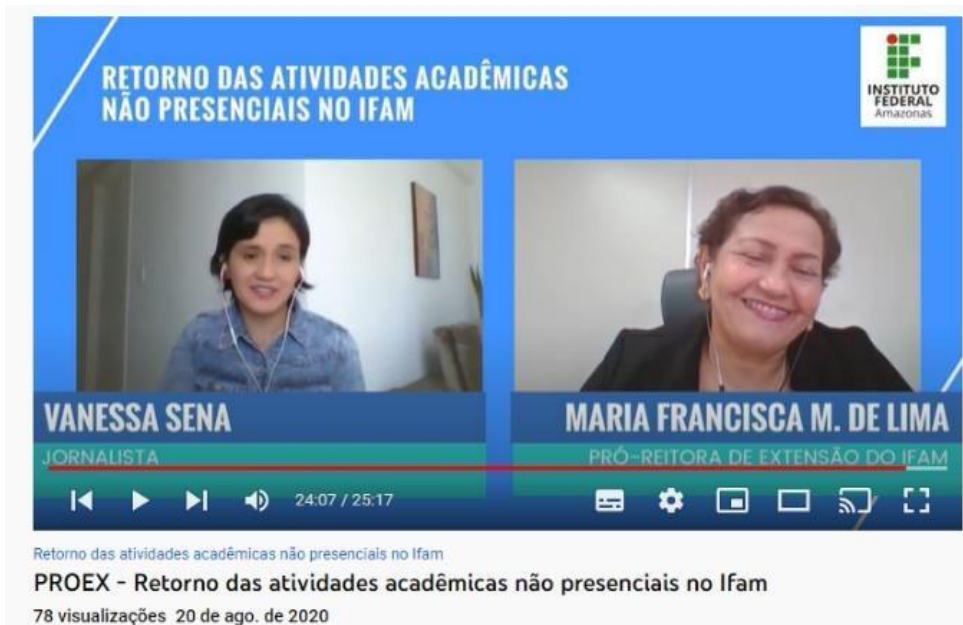 RETORNO DAS ATIVIDADES ACADÊMICAS
NÃO PRESENCIAIS NO IFAM
INSTITUTO
FEDERAL
Amazonas
VANESSA SENA
JORNALISTA
MARIA FRANCISCA M. DE LIMA
PRÓ-REITORA DE EXTENSÃO DO IFAM
24:07 / 25:17
Retorno das atividades acadêmicas não presenciais no Ifam
PROEX - Retorno das atividades acadêmicas não presenciais no Ifam
78 visualizações 20 de ago. de 2020